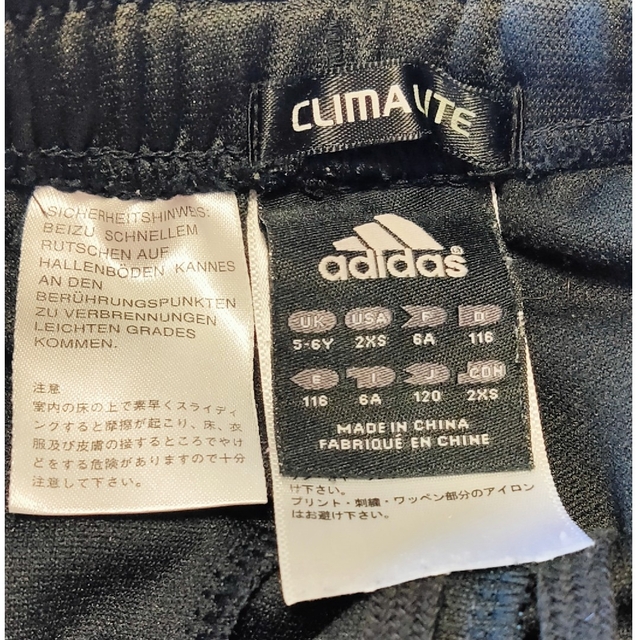 CLIMALITE
SICHERHEITSHINWEIS:
BEIZU SCHNELLEM
RUTSCHEN AUF
HALLENBÖDEN KANNES
AN DEN
BERÜHRUNGSPUNKTEN
ZU VERBRENNUNGEN
LEICHTEN GRADES
KOMMEN.
注意
室内の床の上で素早くスライディ
ングすると摩擦が起こり、床、衣
服及び皮膚の接するところでやけ
どをする危険がありますので十分
注意して下さい。
adidas
UK USA F D
5-6Y 2XS 6A 116
E I J CDN
116 6A 120 2XS
MADE IN CHINA
FABRIQUÉ EN CHINE
け下さい。
プリント・刺繍・ワッペン部分のアイロン
はお避け下さい。